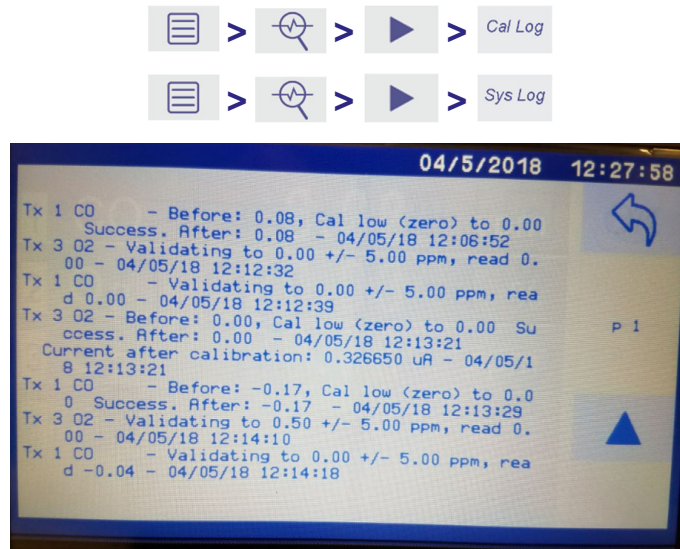 > > > Cal Log
> > > Sys Log
04/5/2018 12:27:58
Tx 1 CO - Before: 0.08, Cal low (zero) to 0.00
Success. After: 0.08 - 04/05/18 12:06:52
Tx 3 O2 - Validating to 0.00 +/- 5.00 ppm, read 0.
00 - 04/05/18 12:12:32
Tx 1 CO - Validating to 0.00 +/- 5.00 ppm, rea
d 0.00 - 04/05/18 12:12:39
Tx 3 O2 - Before: 0.00, Cal low (zero) to 0.00 Su
ccess. After: 0.00 - 04/05/18 12:13:21
Current after calibration: 0.326650 uA - 04/05/1
8 12:13:21
Tx 1 CO - Before: -0.17, Cal low (zero) to 0.0
0 Success. After: -0.17 - 04/05/18 12:13:29
Tx 3 O2 - Validating to 0.50 +/- 5.00 ppm, read 0.
00 - 04/05/18 12:14:10
Tx 1 CO - Validating to 0.00 +/- 5.00 ppm, rea
d -0.04 - 04/05/18 12:14:18
p 1